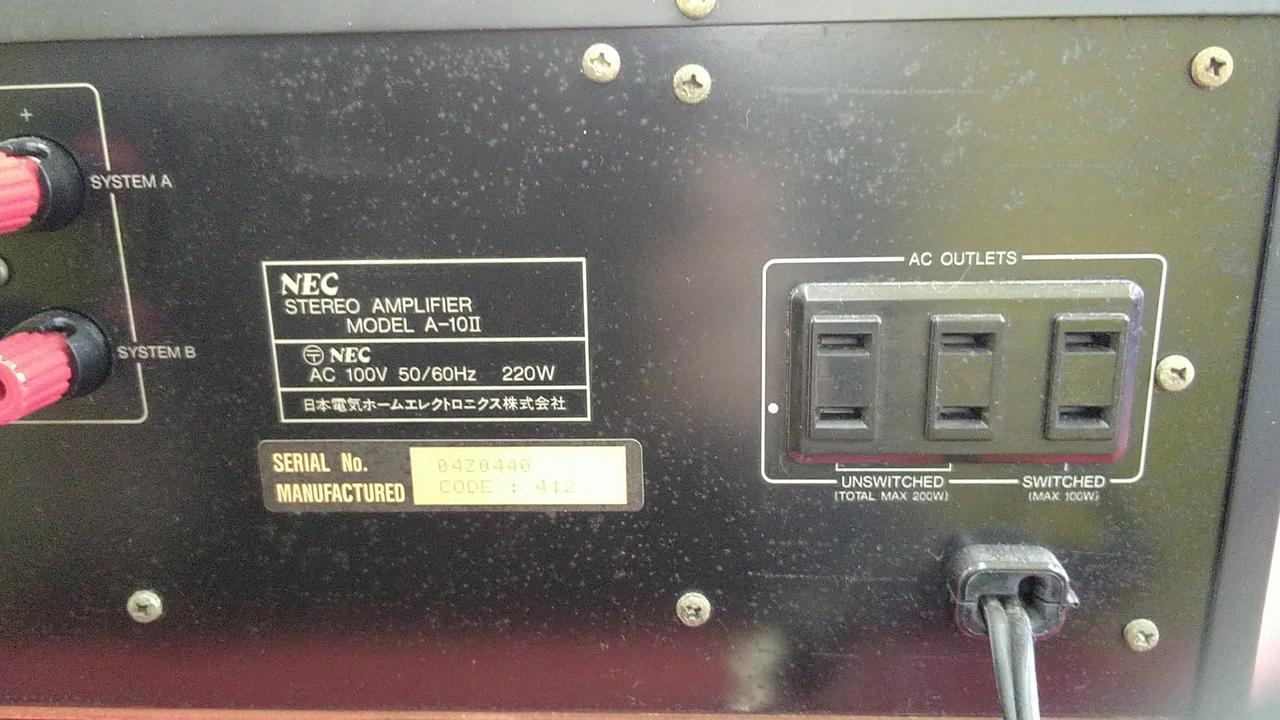 +
SYSTEM A
SYSTEM B
NEC
STEREO AMPLIFIER
MODEL A-10II
〒 NEC
AC 100V 50/60Hz 220W
日本電気ホームエレクトロニクス株式会社
SERIAL No. 04Z0440
MANUFACTURED CODE : 412
AC OUTLETS
UNSWITCHED
(TOTAL MAX 200W)
SWITCHED
(MAX 100W)